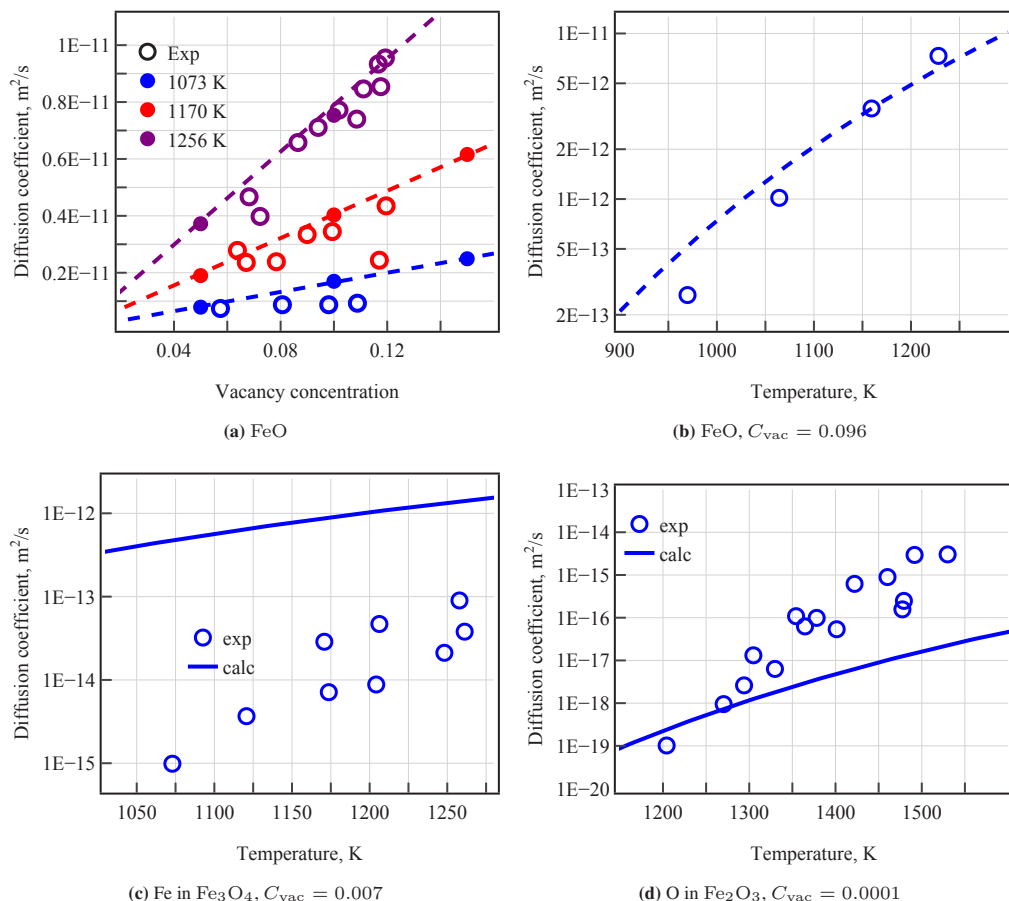 Diffusion coefficient, m²/s
1E−11
0.8E−11
0.6E−11
0.4E−11
0.2E−11
Exp
1073 K
1170 K
1256 K
0.04
0.08
0.12
Vacancy concentration
(a) FeO
Diffusion coefficient, m²/s
1E−11
5E−12
2E−12
1E−12
5E−13
2E−13
900
1000
1100
1200
Temperature, K
(b) FeO, Cvac = 0.096
Diffusion coefficient, m²/s
1E−12
1E−13
1E−14
1E−15
exp
calc
1050
1100
1150
1200
1250
Temperature, K
(c) Fe in Fe₃O₄, Cvac = 0.007
Diffusion coefficient, m²/s
1E−13
1E−14
1E−15
1E−16
1E−17
1E−18
1E−19
1E−20
exp
calc
1200
1300
1400
1500
Temperature, K
(d) O in Fe₂O₃, Cvac = 0.0001